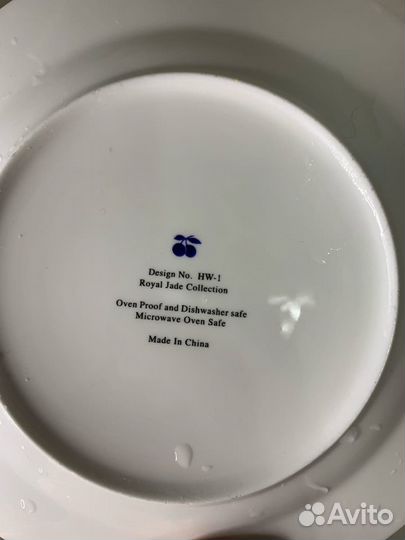 Design No. HW-1
Royal Jade Collection
Oven Proof and Dishwasher safe
Microwave Oven Safe
Made In China
Avito